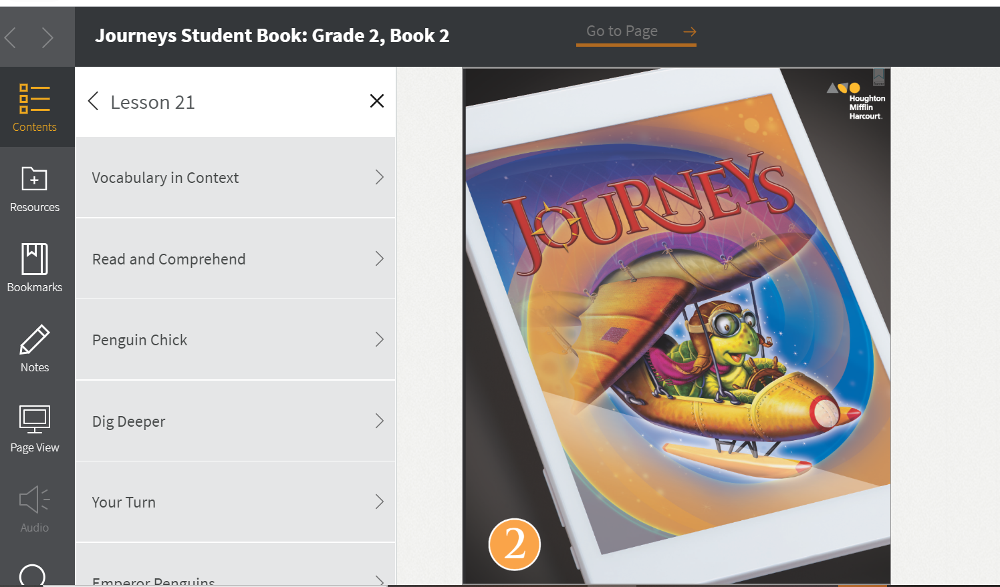 Journeys Student Book: Grade 2, Book 2
Go to Page
Contents
Resources
Bookmarks
Notes
Page View
Audio
Lesson 21
Vocabulary in Context
Read and Comprehend
Penguin Chick
Dig Deeper
Your Turn
Emperor Penguins
Houghton
Mifflin
Harcourt
JOURNEYS
2